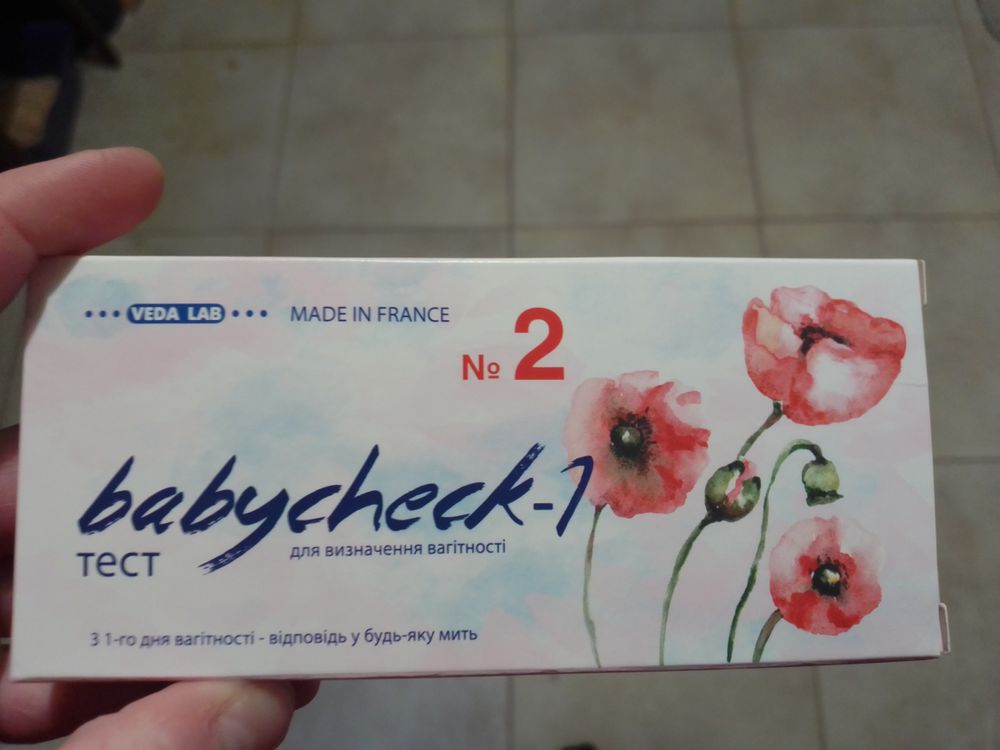 VEDA LAB
MADE IN FRANCE
№ 2
babycheck-1
тест
для визначення вагітності
З 1-го дня вагітності - відповідь у будь-яку мить